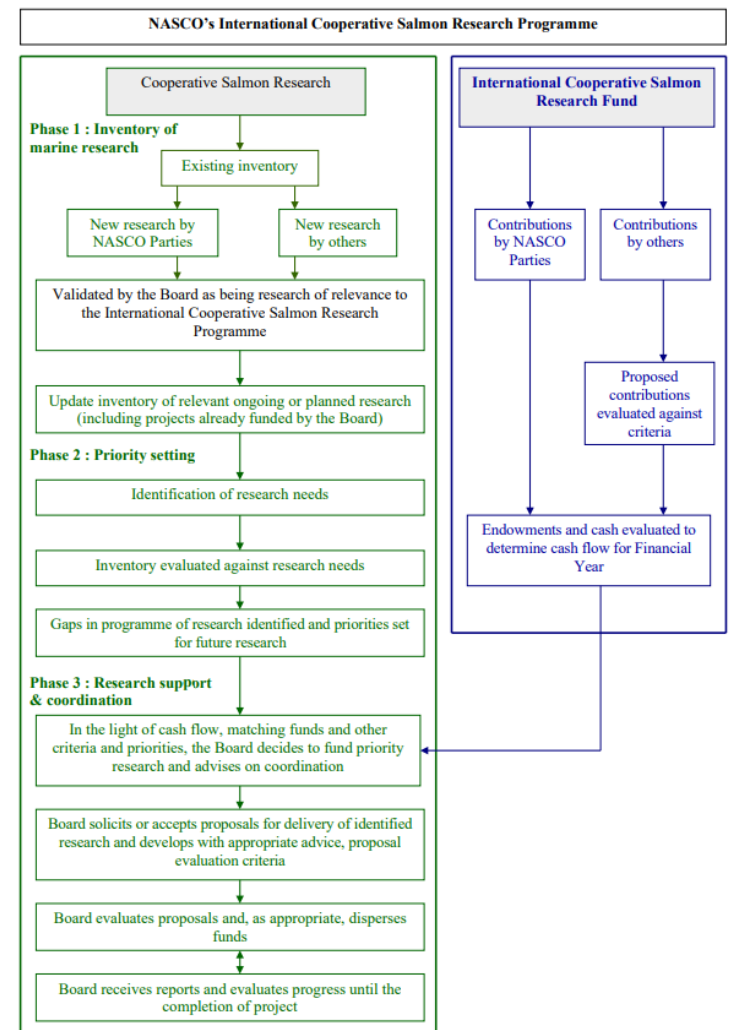 NASCO's International Cooperative Salmon Research Programme
Cooperative Salmon Research
Phase 1 : Inventory of
marine research
Existing inventory
New research by
NASCO Parties
New research
by others
Validated by the Board as being research of relevance to
the International Cooperative Salmon Research
Programme
Update inventory of relevant ongoing or planned research
(including projects already funded by the Board)
Phase 2 : Priority setting
Identification of research needs
Inventory evaluated against research needs
Gaps in programme of research identified and priorities set
for future research
Phase 3 : Research support
& coordination
In the light of cash flow, matching funds and other
criteria and priorities, the Board decides to fund priority
research and advises on coordination
Board solicits or accepts proposals for delivery of identified
research and develops with appropriate advice, proposal
evaluation criteria
Board evaluates proposals and, as appropriate, disperses
funds
Board receives reports and evaluates progress until the
completion of project
International Cooperative Salmon
Research Fund
Contributions
by NASCO
Parties
Contributions
by others
Proposed
contributions
evaluated against
criteria
Endowments and cash evaluated to
determine cash flow for Financial
Year